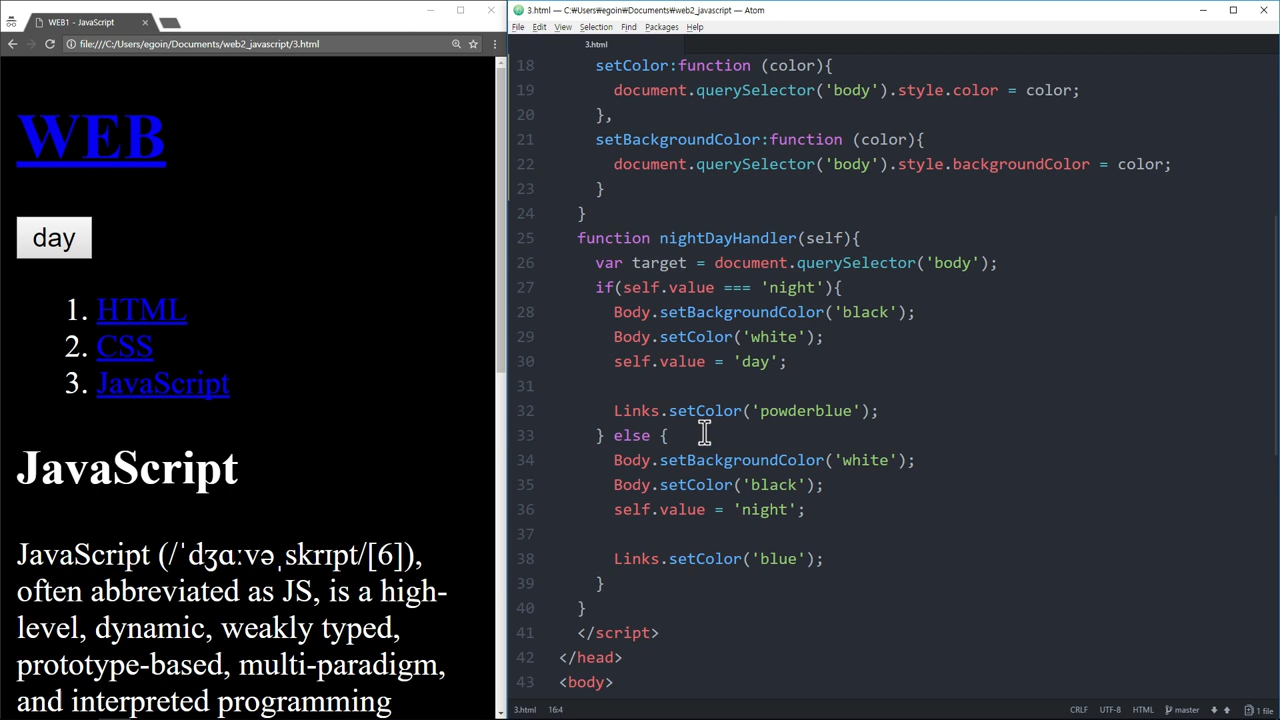 WEB1 - JavaScript
file:///C:/Users/egoin/Documents/web2_javascript/3.html
WEB
day
1. HTML
2. CSS
3. JavaScript
JavaScript
JavaScript (/ˈdʒɑːvəˌskrɪpt/[6]),
often abbreviated as JS, is a high-
level, dynamic, weakly typed,
prototype-based, multi-paradigm,
and interpreted programming
3.html — C:₩Users₩egoin₩Documents₩web2_javascript — Atom
File Edit View Selection Find Packages Help
3.html
18 setColor:function (color){
19 document.querySelector('body').style.color = color;
20 },
21 setBackgroundColor:function (color){
22 document.querySelector('body').style.backgroundColor = color;
23 }
24 }
25 function nightDayHandler(self){
26 var target = document.querySelector('body');
27 if(self.value === 'night'){
28 Body.setBackgroundColor('black');
29 Body.setColor('white');
30 self.value = 'day';
31
32 Links.setColor('powderblue');
33 } else {
34 Body.setBackgroundColor('white');
35 Body.setColor('black');
36 self.value = 'night';
37
38 Links.setColor('blue');
39 }
40 }
41 </script>
42 </head>
43 <body>
3.html 16:4 CRLF UTF-8 HTML master 1 file